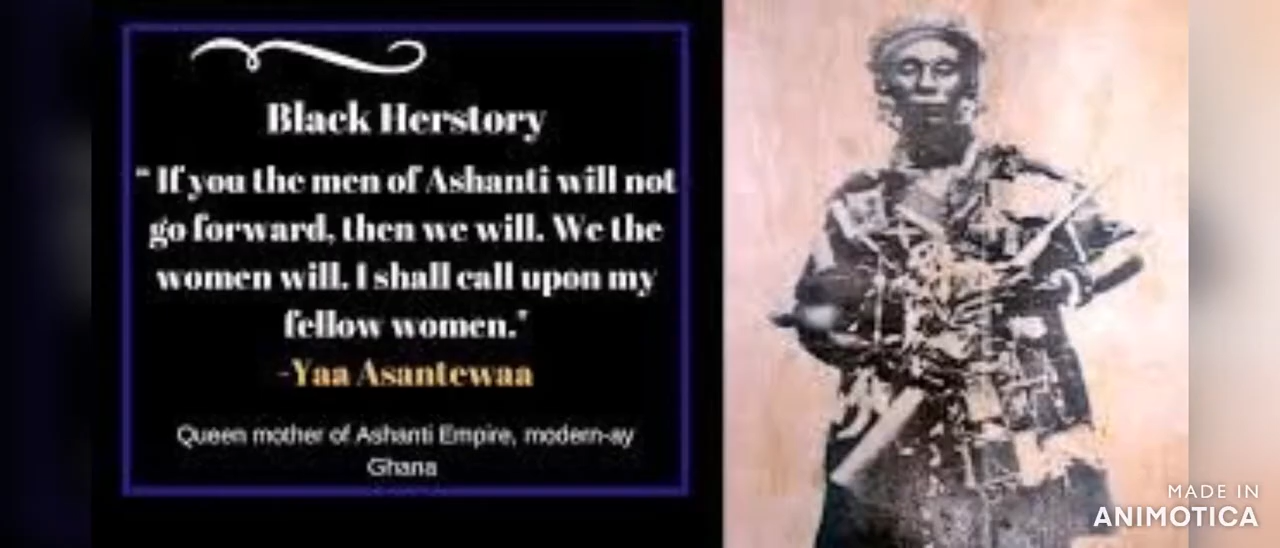 Black Herstory
“If you the men of Ashanti will not
go forward, then we will. We the
women will. I shall call upon my
fellow women.”
-Yaa Asantewaa
Queen mother of Ashanti Empire, modern-ay
Ghana
MADE IN
ANIMOTICA